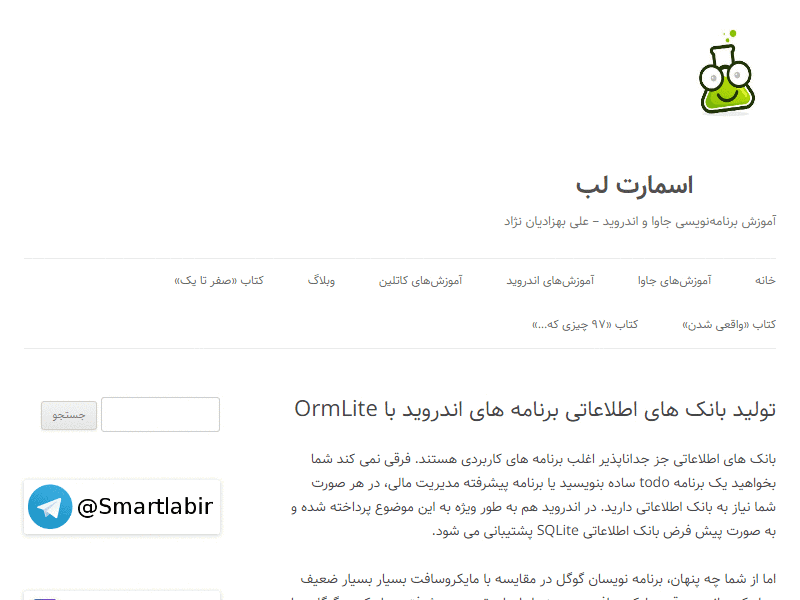 اسمارت لب
آموزش برنامه‌نویسی جاوا و اندروید – علی بهزادیان نژاد
خانه
آموزش‌های جاوا
آموزش‌های اندروید
آموزش‌های کاتلین
وبلاگ
کتاب «صفر تا یک»
کتاب «واقعی شدن»
کتاب «۹۷ چیزی که…»
تولید بانک های اطلاعاتی برنامه های اندروید با OrmLite
بانک های اطلاعاتی جز جداناپذیر اغلب برنامه های کاربردی هستند. فرقی نمی کند شما
بخواهید یک برنامه todo ساده بنویسید یا برنامه پیشرفته مدیریت مالی، در هر صورت
شما نیاز به بانک اطلاعاتی دارید. در اندروید هم به طور ویژه به این موضوع پرداخته شده و
به صورت پیش فرض بانک اطلاعاتی SQLite پشتیبانی می شود.
اما از شما چه پنهان، برنامه نویسان گوگل در مقایسه با مایکروسافت بسیار بسیار ضعیف
جستجو
@Smartlabir